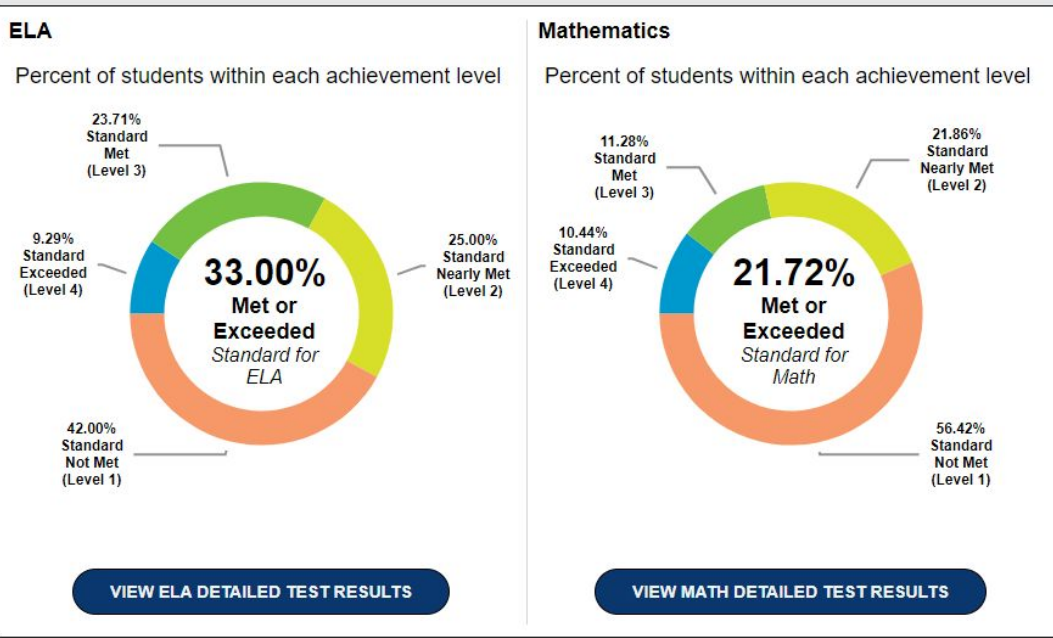 ELA
Percent of students within each achievement level
23.71%
Standard
Met
(Level 3)
9.29%
Standard
Exceeded
(Level 4)
33.00%
Met or
Exceeded
Standard for
ELA
25.00%
Standard
Nearly Met
(Level 2)
42.00%
Standard
Not Met
(Level 1)
VIEW ELA DETAILED TEST RESULTS
Mathematics
Percent of students within each achievement level
11.28%
Standard
Met
(Level 3)
21.86%
Standard
Nearly Met
(Level 2)
10.44%
Standard
Exceeded
(Level 4)
21.72%
Met or
Exceeded
Standard for
Math
56.42%
Standard
Not Met
(Level 1)
VIEW MATH DETAILED TEST RESULTS